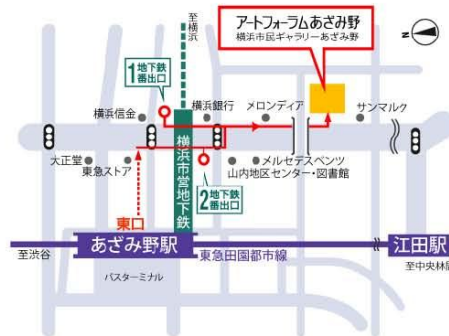 至横浜
アートフォーラムあざみ野
横浜市民ギャラリーあざみ野
N
1 地下鉄
番出口
横浜信金
横浜銀行
メロンディア
サンマルク
横浜市営地下鉄
大正堂
東急ストア
2 地下鉄
番出口
メルセデスベンツ
山内地区センター・図書館
東口
あざみ野駅
江田駅
至渋谷
東急田園都市線
バスターミナル
至中央林